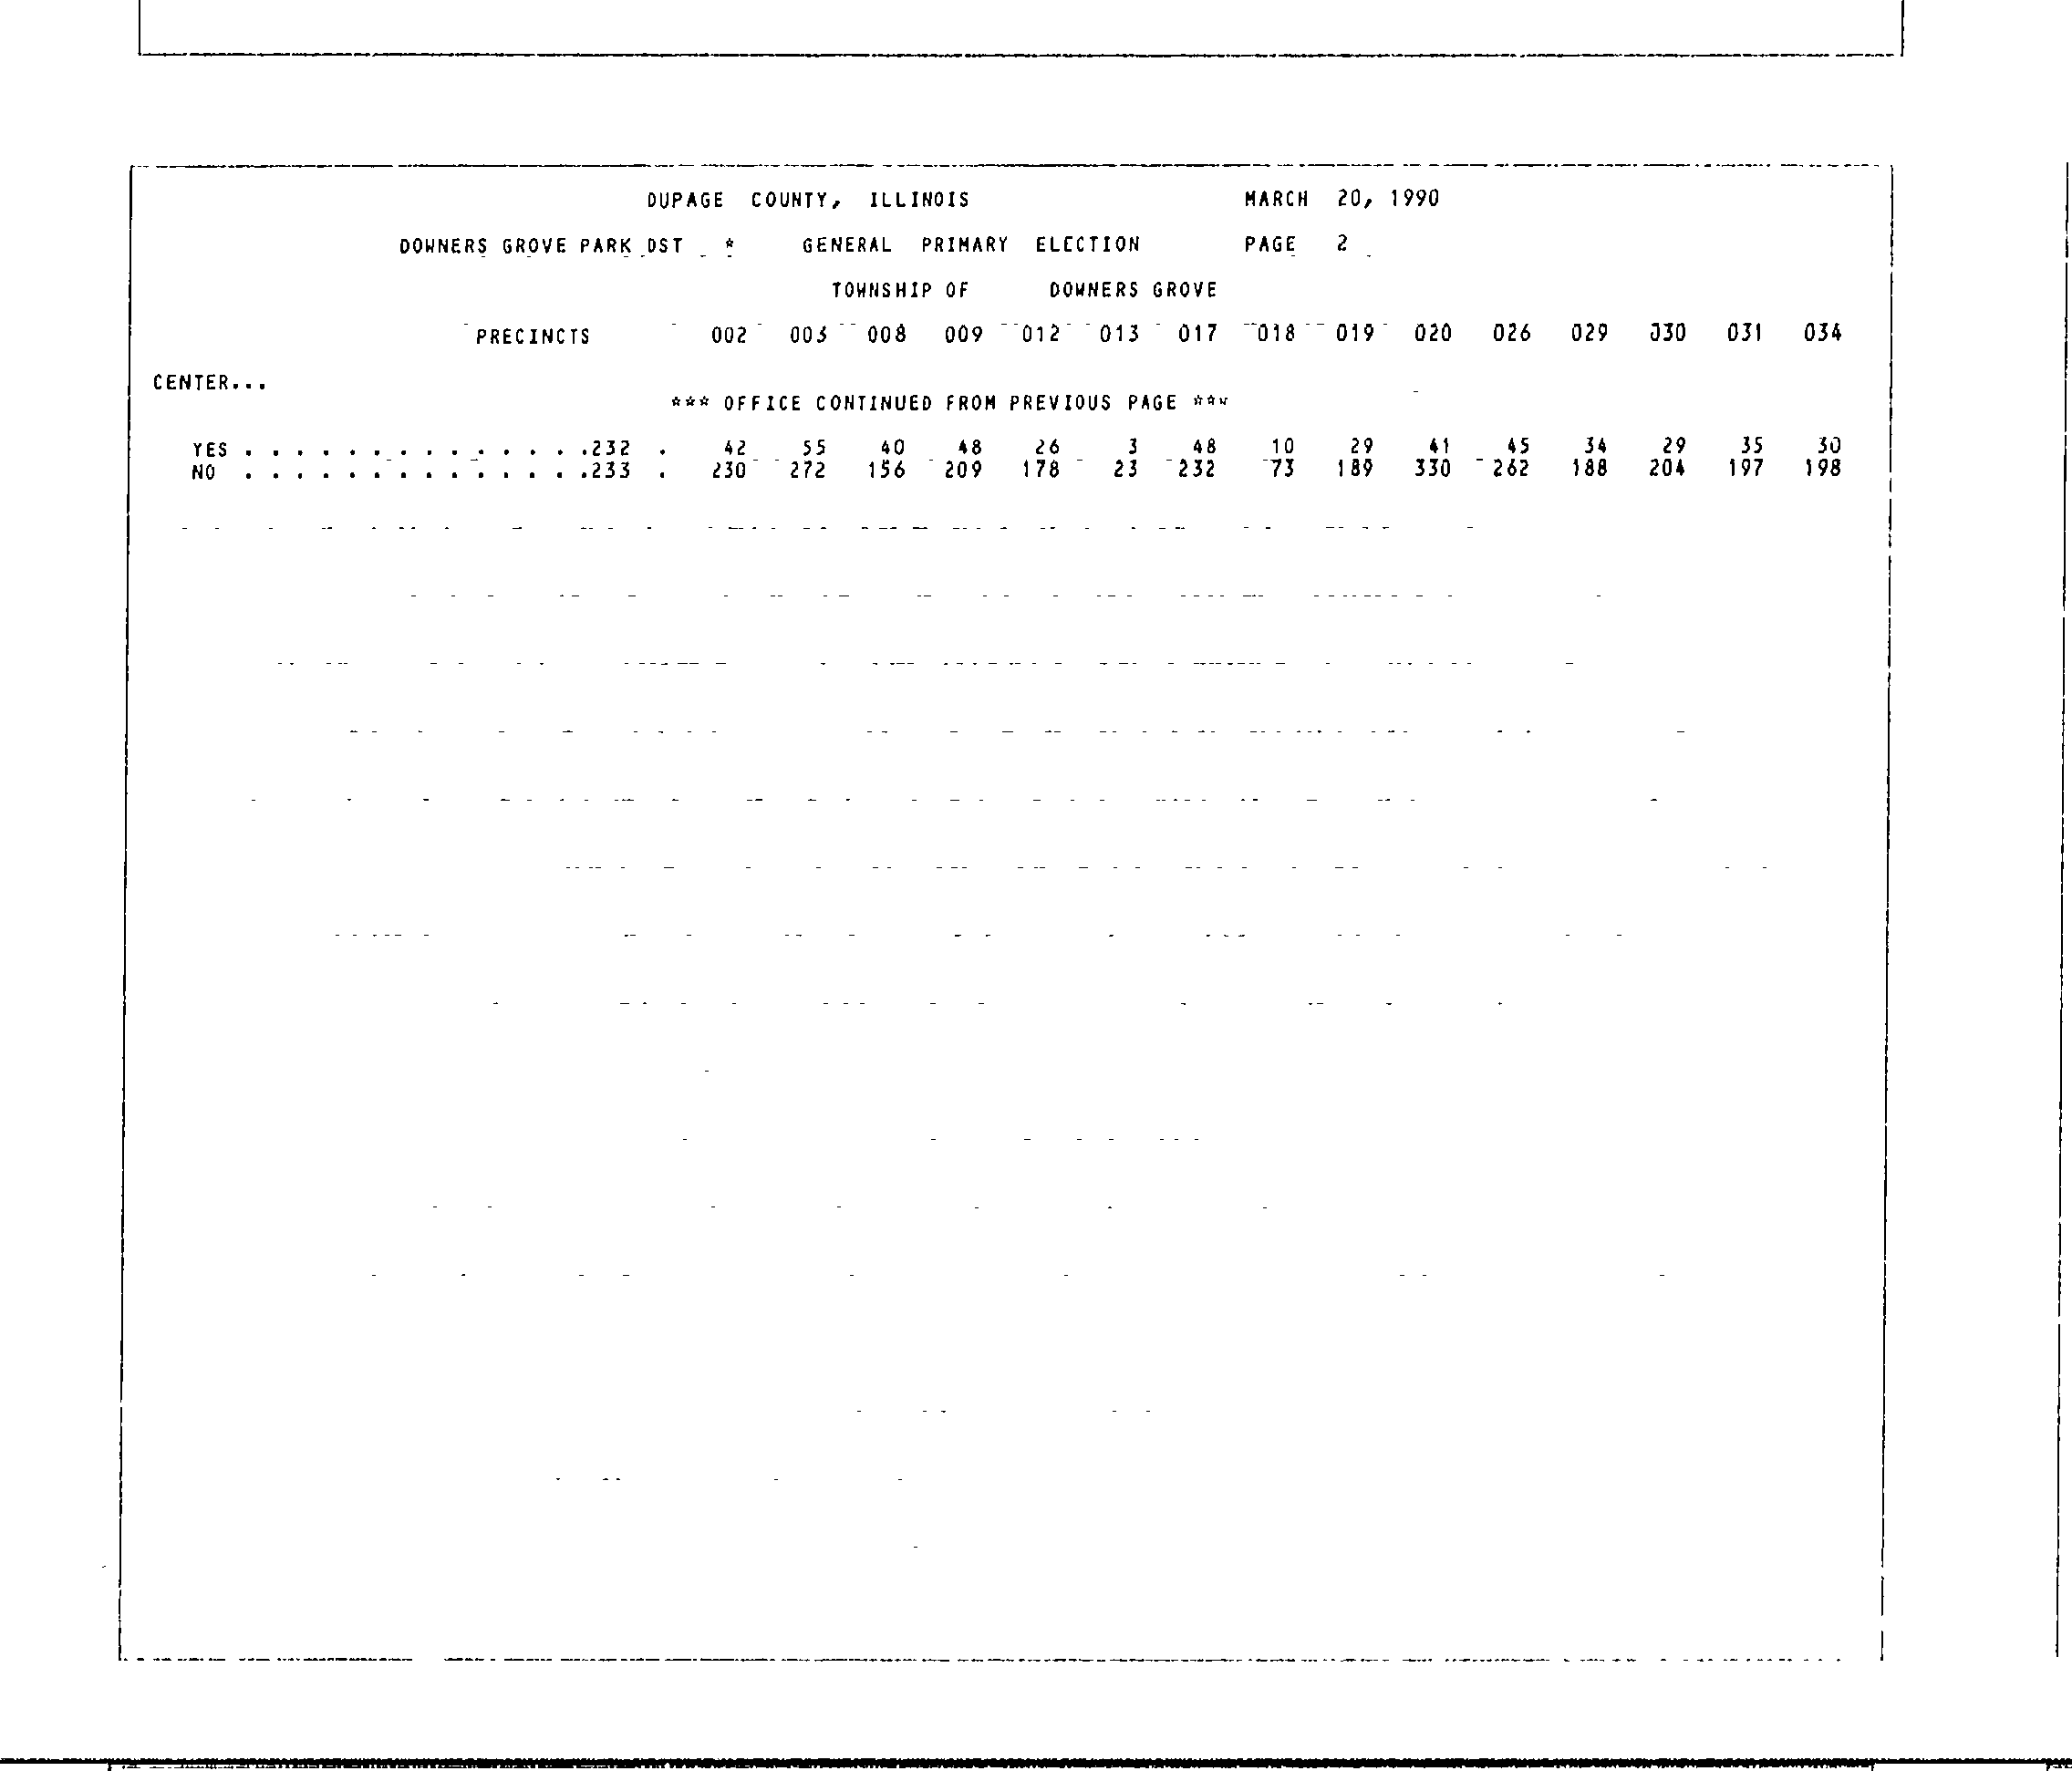 DUPAGE COUNTY, ILLINOIS MARCH 20, 1990
DOWNERS GROVE PARK DST * GENERAL PRIMARY ELECTION PAGE 2
TOWNSHIP OF DOWNERS GROVE
PRECINCTS 002 003 008 009 012 013 017 018 019 020 026 029 030 031 034
CENTER...
*** OFFICE CONTINUED FROM PREVIOUS PAGE ***
YES . . . . . . . . . . . . . .232 . 42 55 40 48 26 3 48 10 29 41 45 34 29 35 30
NO . . . . . . . . . . . . . .233 . 230 272 156 209 178 23 232 73 189 330 262 188 204 197 198